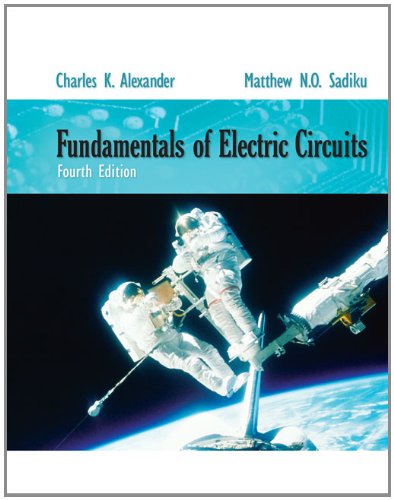 Charles K. Alexander Matthew N.O. Sadiku
Fundamentals of Electric Circuits
Fourth Edition